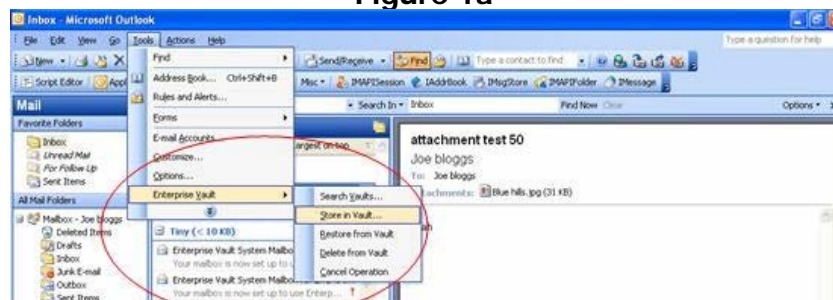 Figure 1a
Inbox - Microsoft Outlook
File Edit View Go Tools Actions Help
Type a question for help
New
Send/Receive
Find
Type a contact to find
Script Editor
Misc
IMAPISession
IAddrBook
IMsgStore
IMAPIFolder
IMessage
Mail
Search In
Inbox
Find Now
Clear
Options
Favorite Folders
Inbox
Unread Mail
For Follow Up
Sent Items
All Mail Folders
Mailbox - Joe bloggs
Deleted Items
Drafts
Inbox
Junk E-mail
Outbox
Sent Items
Find
Address Book... Ctrl+Shift+B
Rules and Alerts...
Forms
E-mail Accounts...
Customize...
Options...
Enterprise Vault
Search Vaults...
Store in Vault...
Restore from Vault
Delete from Vault
Cancel Operation
argest on top
Tiny (< 10 KB)
Enterprise Vault System Mailbo
Your mailbox is now set up to u
Enterprise Vault System Mailbo
Your mailbox is now set up to use Enterp...
attachment test 50
Joe bloggs
To: Joe bloggs
tachments: Blue hills.jpg (31 KB)